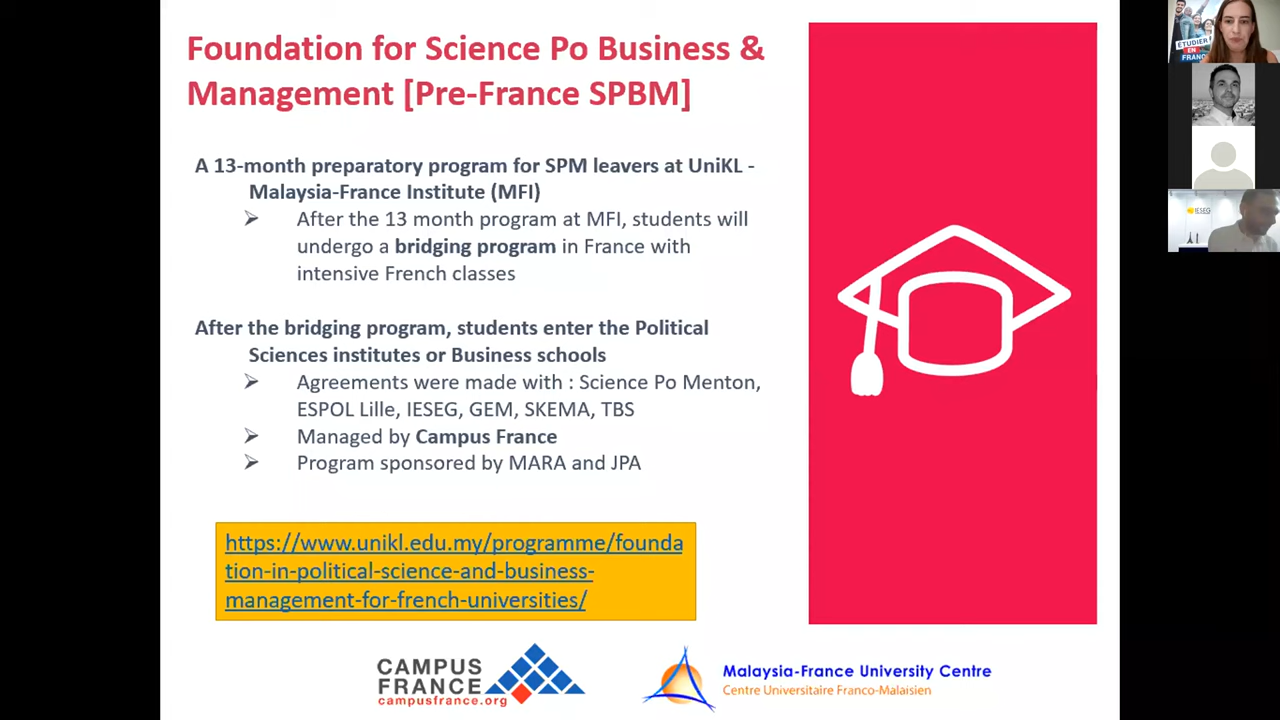 Foundation for Science Po Business &
Management [Pre-France SPBM]
A 13-month preparatory program for SPM leavers at UniKL -
Malaysia-France Institute (MFI)
After the 13 month program at MFI, students will
undergo a bridging program in France with
intensive French classes
After the bridging program, students enter the Political
Sciences institutes or Business schools
Agreements were made with : Science Po Menton,
ESPOL Lille, IESEG, GEM, SKEMA, TBS
Managed by Campus France
Program sponsored by MARA and JPA
https://www.unikl.edu.my/programme/founda
tion-in-political-science-and-business-
management-for-french-universities/
CAMPUS
FRANCE
campusfrance.org
Malaysia-France University Centre
Centre Universitaire Franco-Malaisien
ÉTUDIER
EN
FRANCE
IESEG